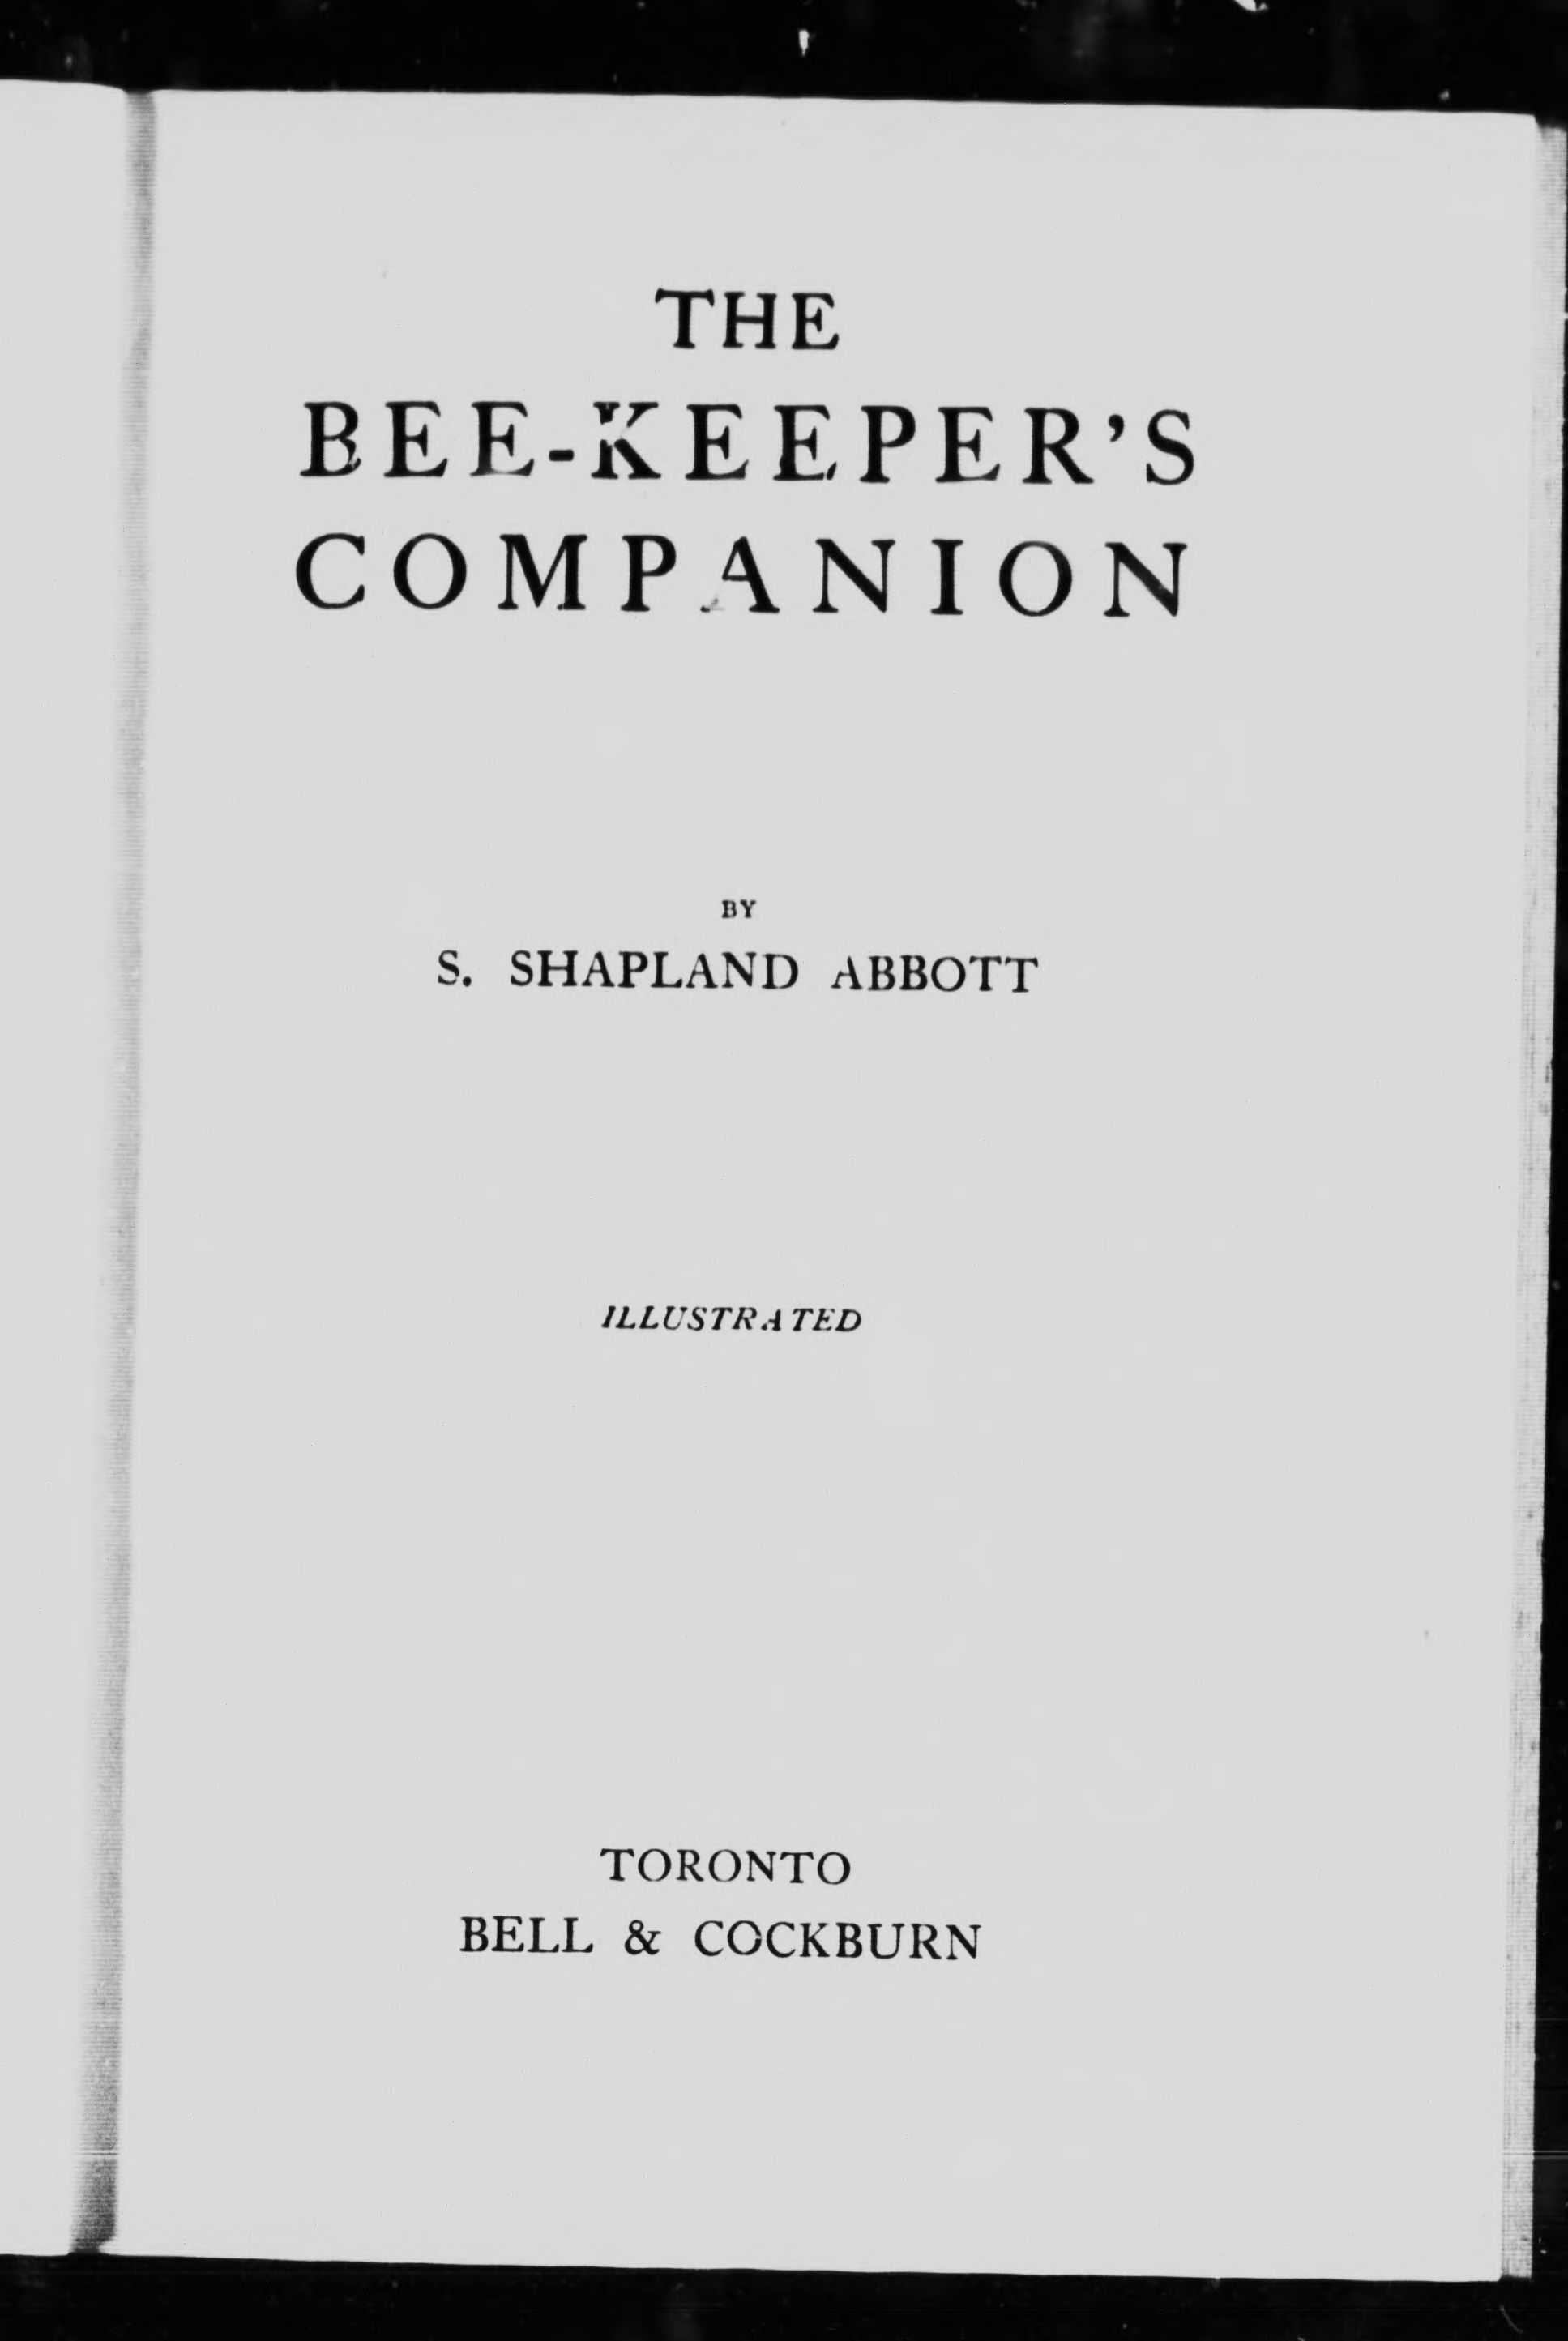 THE
BEE-KEEPER'S
COMPANION
BY
S. SHAPLAND ABBOTT
ILLUSTRATED
TORONTO
BELL & COCKBURN